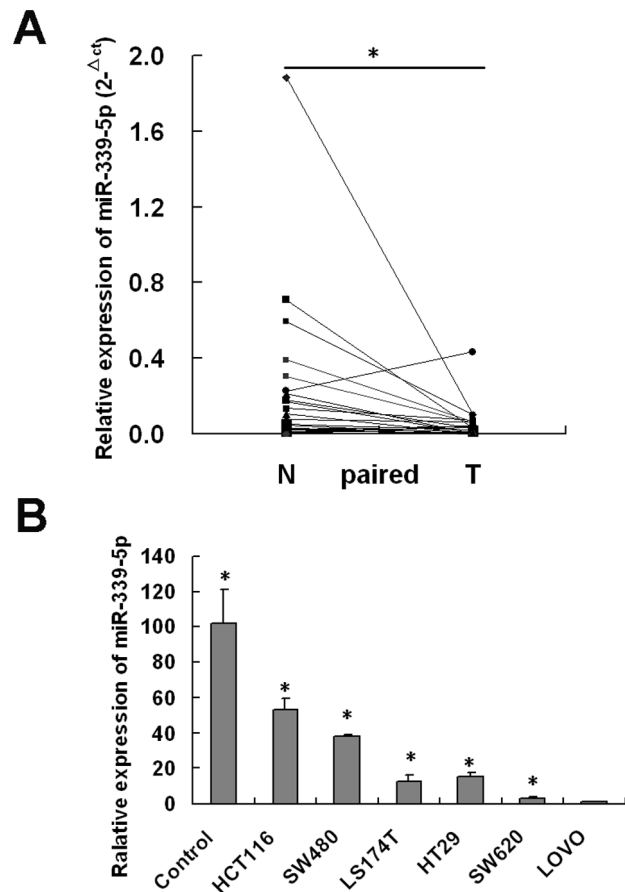 A
Relative expression of miR-339-5p (2-△ct)
2.0
1.6
1.2
0.8
0.4
0.0
*
N paired T
B
Ralative expression of miR-339-5p
140
120
100
80
60
40
20
0
* * * * * *
Control HCT116 SW480 LS174T HT29 SW620 LOVO